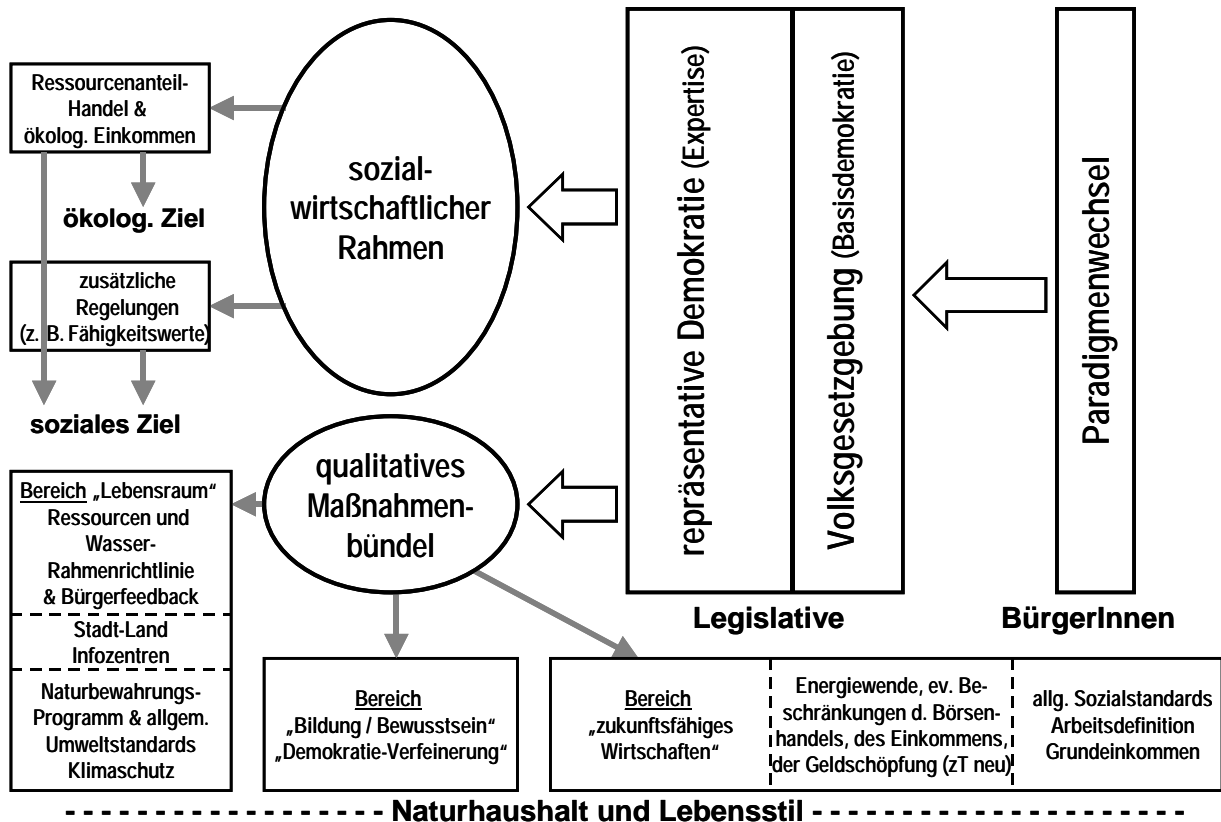 Ressourcenanteil-
Handel &
ökolog. Einkommen
ökolog. Ziel
zusätzliche
Regelungen
(z. B. Fähigkeitswerte)
soziales Ziel
sozial-
wirtschaftlicher
Rahmen
qualitatives
Maßnahmen-
bündel
repräsentative Demokratie (Expertise)
Volksgesetzgebung (Basisdemokratie)
Legislative
Paradigmenwechsel
BürgerInnen
Bereich „Lebensraum“
Ressourcen und
Wasser-
Rahmenrichtlinie
& Bürgerfeedback
Stadt-Land
Infozentren
Naturbewahrungs-
Programm & allgem.
Umweltstandards
Klimaschutz
Bereich
„Bildung / Bewusstsein“
„Demokratie-Verfeinerung“
Bereich
„zukunftsfähiges
Wirtschaften“
Energiewende, ev. Be-
schränkungen d. Börsen-
handels, des Einkommens,
der Geldschöpfung (zT neu)
allg. Sozialstandards
Arbeitsdefinition
Grundeinkommen
Naturhaushalt und Lebensstil